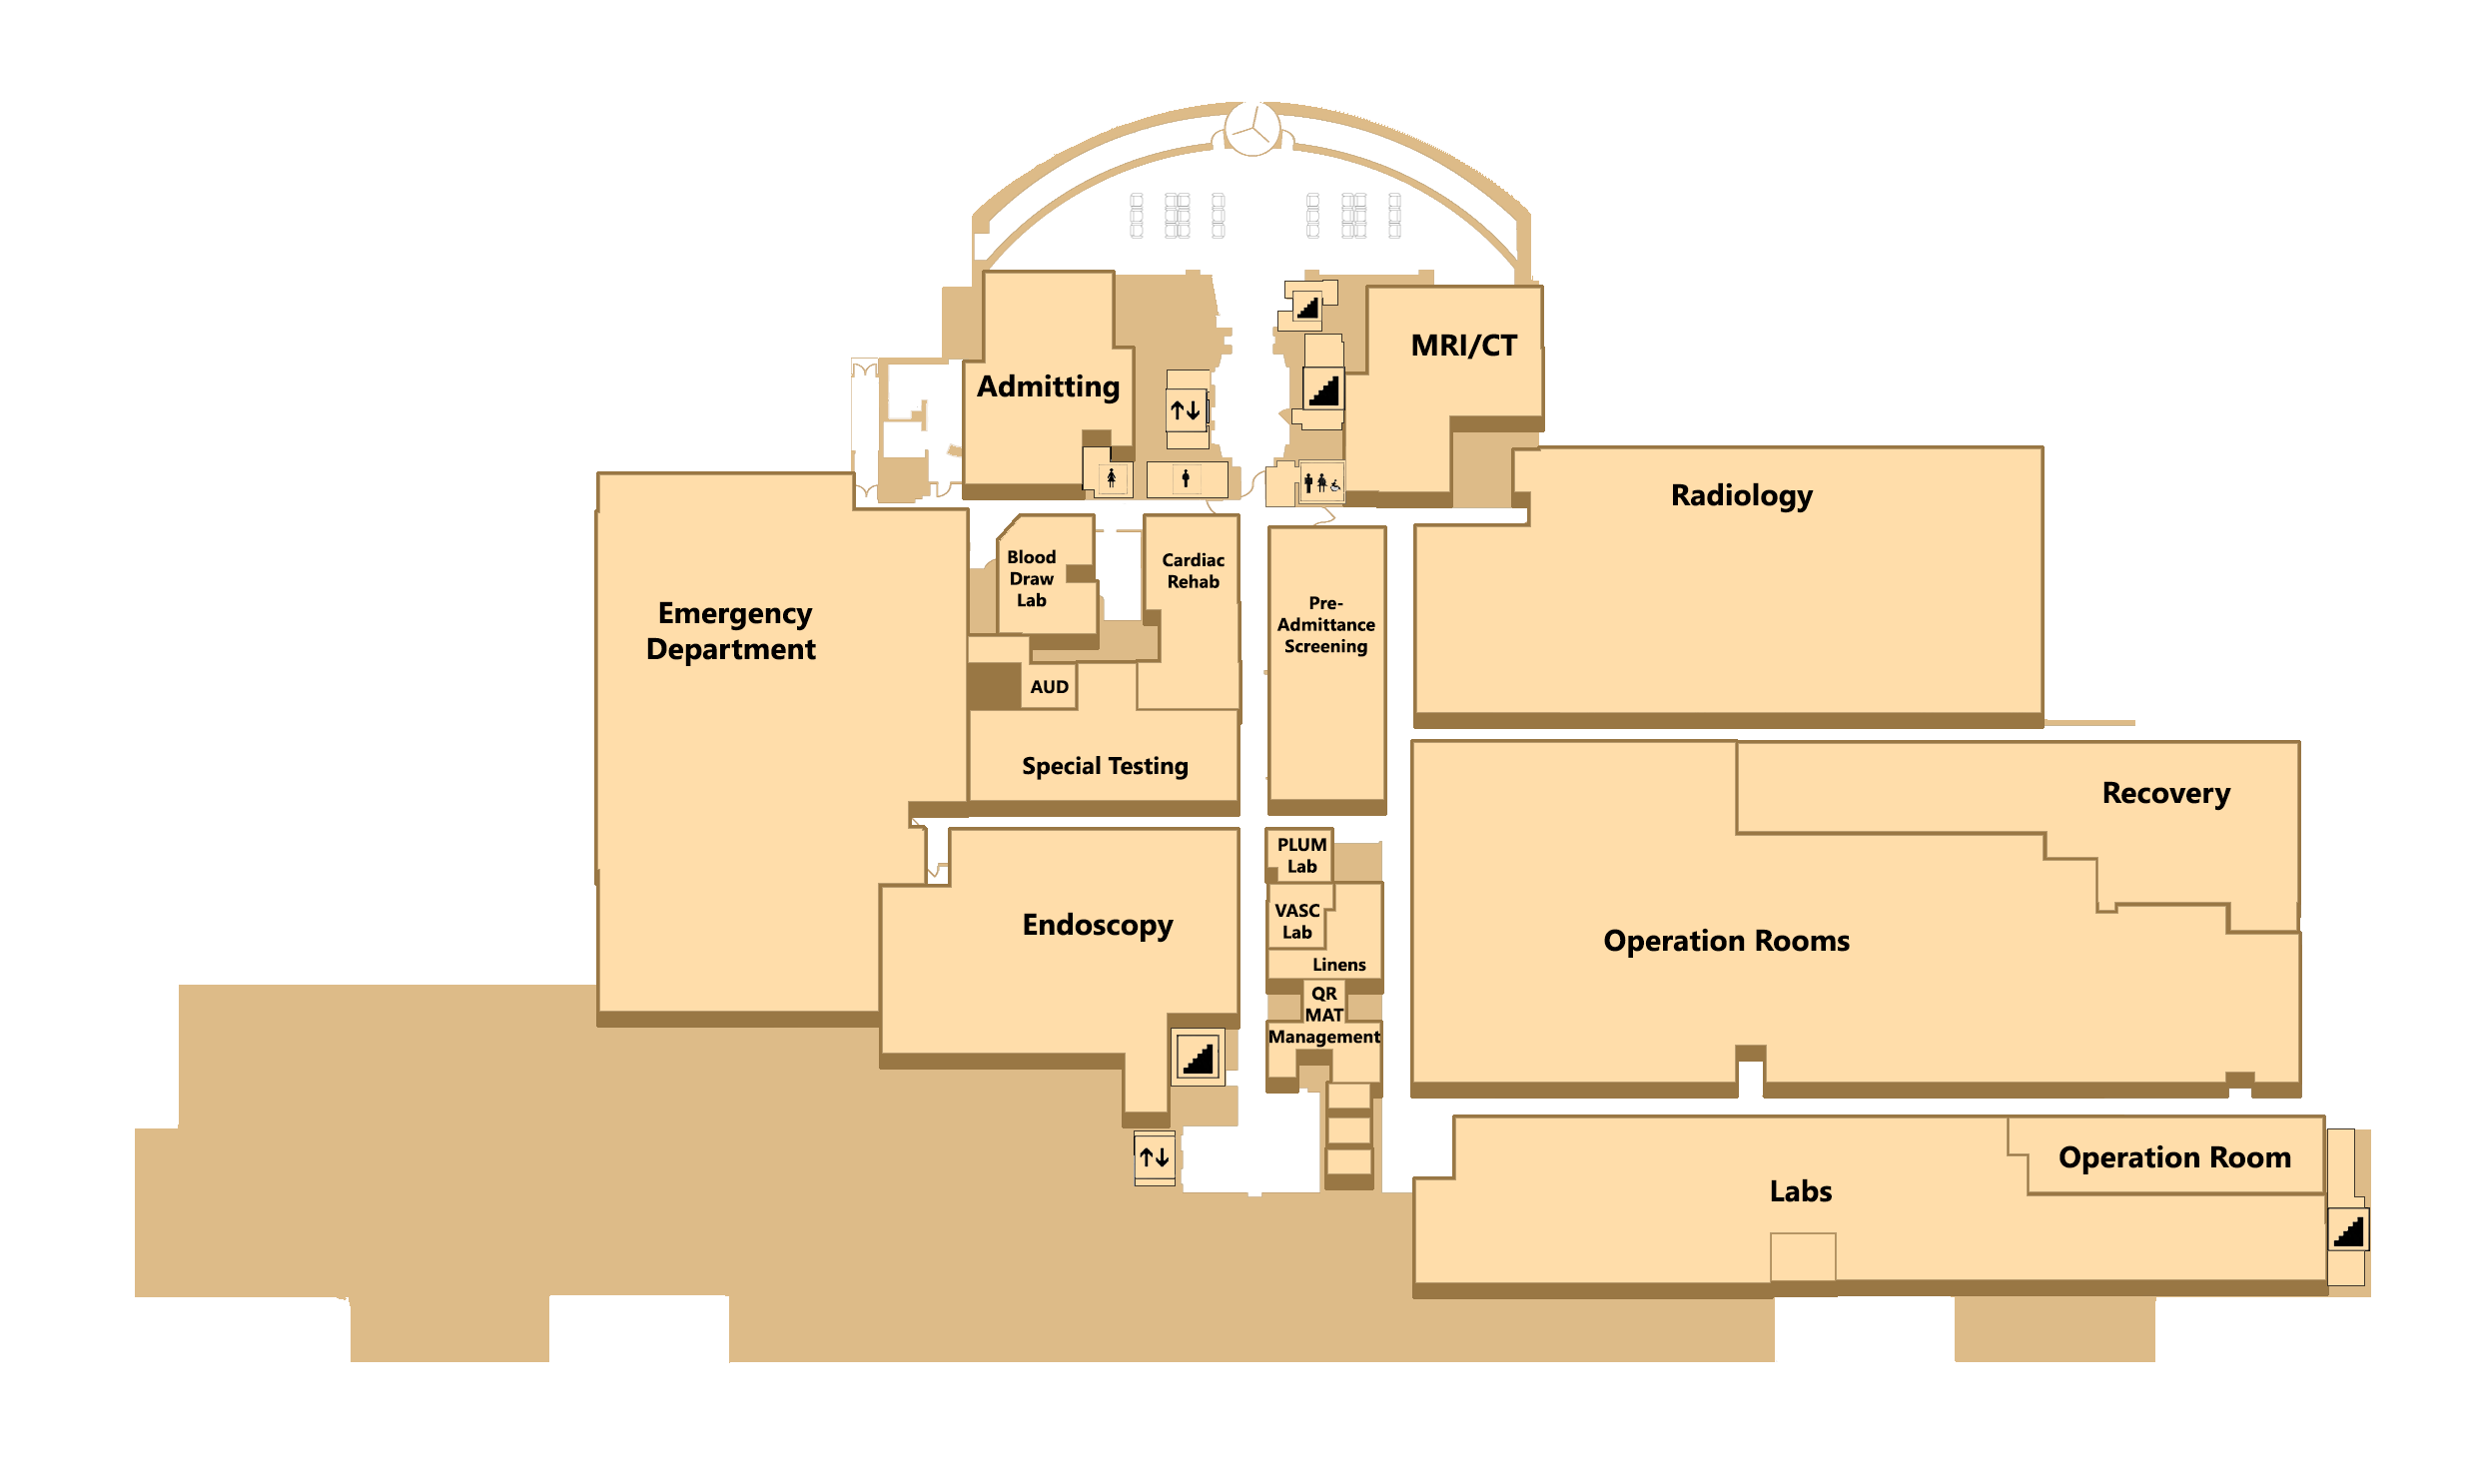 MRI/CT
Admitting
Radiology
Blood
Draw
Lab
Cardiac
Rehab
Pre-
Admittance
Screening
Emergency
Department
AUD
Special Testing
Recovery
PLUM
Lab
VASC
Lab
Endoscopy
Operation Rooms
Linens
QR
MAT
Management
Operation Room
Labs